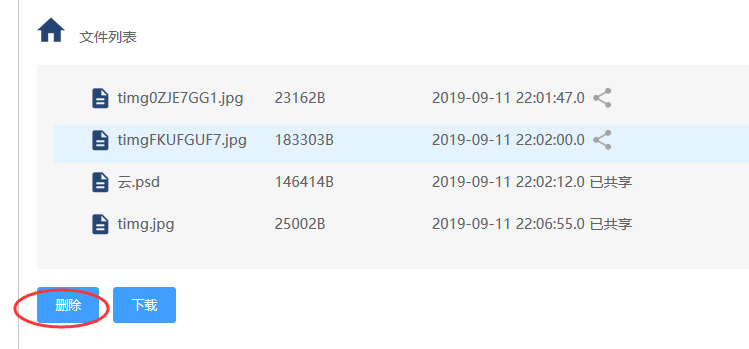 文件列表
timg0ZJE7GG1.jpg 23162B 2019-09-11 22:01:47.0
timgFKUFGUF7.jpg 183303B 2019-09-11 22:02:00.0
云.psd 146414B 2019-09-11 22:02:12.0 已共享
timg.jpg 25002B 2019-09-11 22:06:55.0 已共享
删除 下载